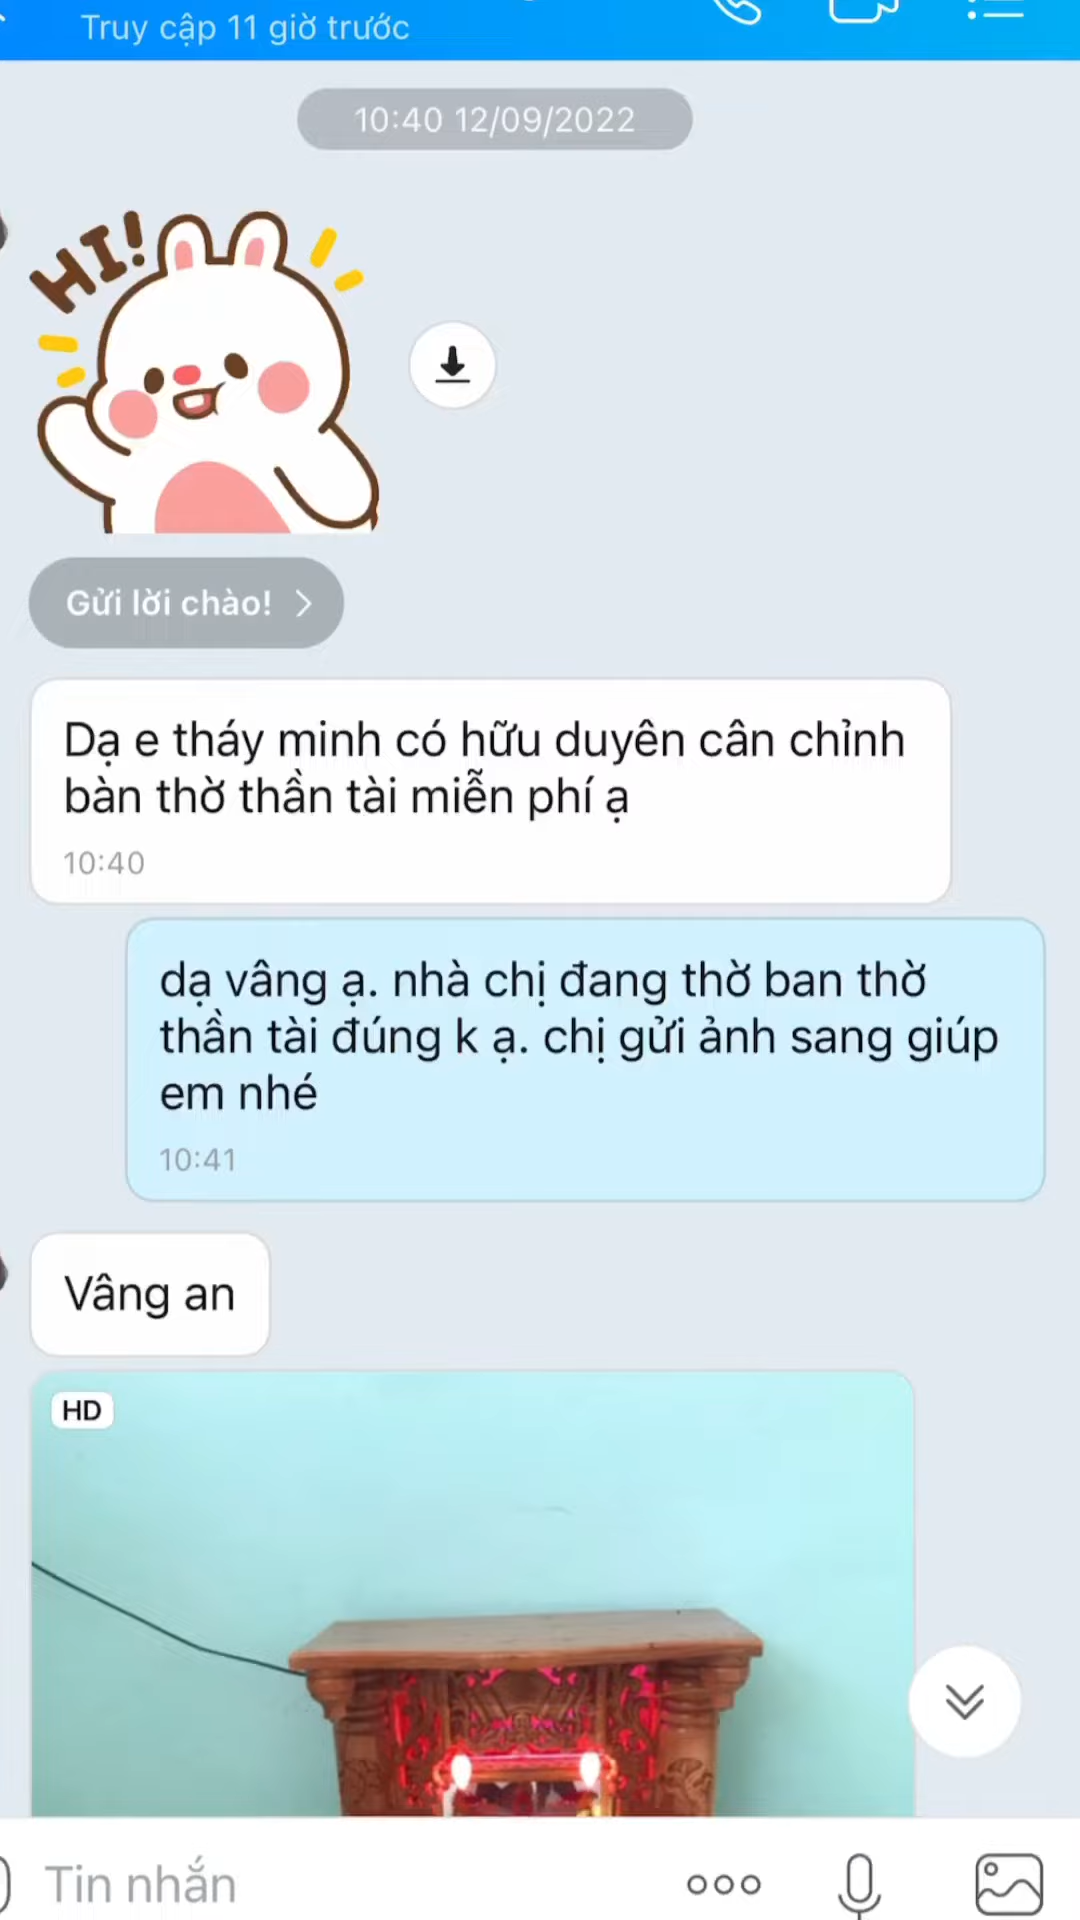 Truy cập 11 giờ trước
10:40 12/09/2022
HI!
Gửi lời chào!
Dạ e tháy minh có hữu duyên cân chỉnh
bàn thờ thần tài miễn phí ạ
10:40
dạ vâng ạ. nhà chị đang thờ ban thờ
thần tài đúng k ạ. chị gửi ảnh sang giúp
em nhé
10:41
Vâng an
HD
Tin nhắn